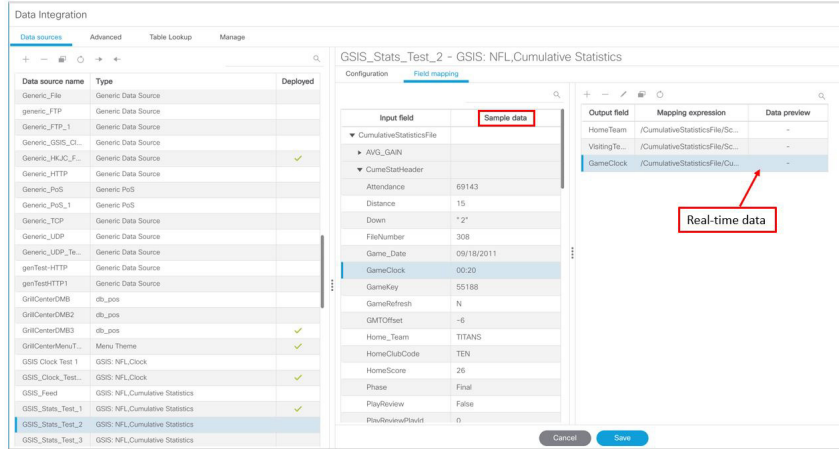 Data Integration
Data sources Advanced Table Lookup Manage
GSIS_Stats_Test_2 - GSIS: NFL,Cumulative Statistics
Configuration Field mapping
Data source name Type Deployed
Generic_File Generic Data Source
generic_FTP Generic Data Source
Generic_FTP_1 Generic Data Source
Generic_GSIS_Cl... Generic Data Source
Generic_HKJC_F... Generic Data Source
Generic_HTTP Generic Data Source
Generic_PoS Generic PoS
Generic_PoS_1 Generic PoS
Generic_TCP Generic Data Source
Generic_UDP Generic Data Source
Generic_UDP_Te... Generic Data Source
genTest-HTTP Generic Data Source
genTestHTTP1 Generic Data Source
GrillCenterDMB db_pos
GrillCenterDMB2 db_pos
GrillCenterDMB3 db_pos
GrillCenterMenuT... Menu Theme
GSIS Clock Test 1 GSIS: NFL,Clock
GSIS_Clock_Test... GSIS: NFL,Clock
GSIS_Feed GSIS: NFL,Cumulative Statistics
GSIS_Stats_Test_1 GSIS: NFL,Cumulative Statistics
GSIS_Stats_Test_2 GSIS: NFL,Cumulative Statistics
GSIS_Stats_Test_3 GSIS: NFL,Cumulative Statistics
Input field Sample data
CumulativeStatisticsFile
AVG_GAIN
CumeStatHeader
Attendance 69143
Distance 15
Down " 2"
FileNumber 308
Game_Date 09/18/2011
GameClock 00:20
GameKey 55188
GameRefresh N
GMTOffset -6
Home_Team TITANS
HomeClubCode TEN
HomeScore 26
Phase Final
PlayReview False
PlayReviewPlayId 0
Output field Mapping expression Data preview
HomeTeam /CumulativeStatisticsFile/Sc... -
VisitingTe... /CumulativeStatisticsFile/Sc... -
GameClock /CumulativeStatisticsFile/Cu... -
Real-time data
Cancel Save